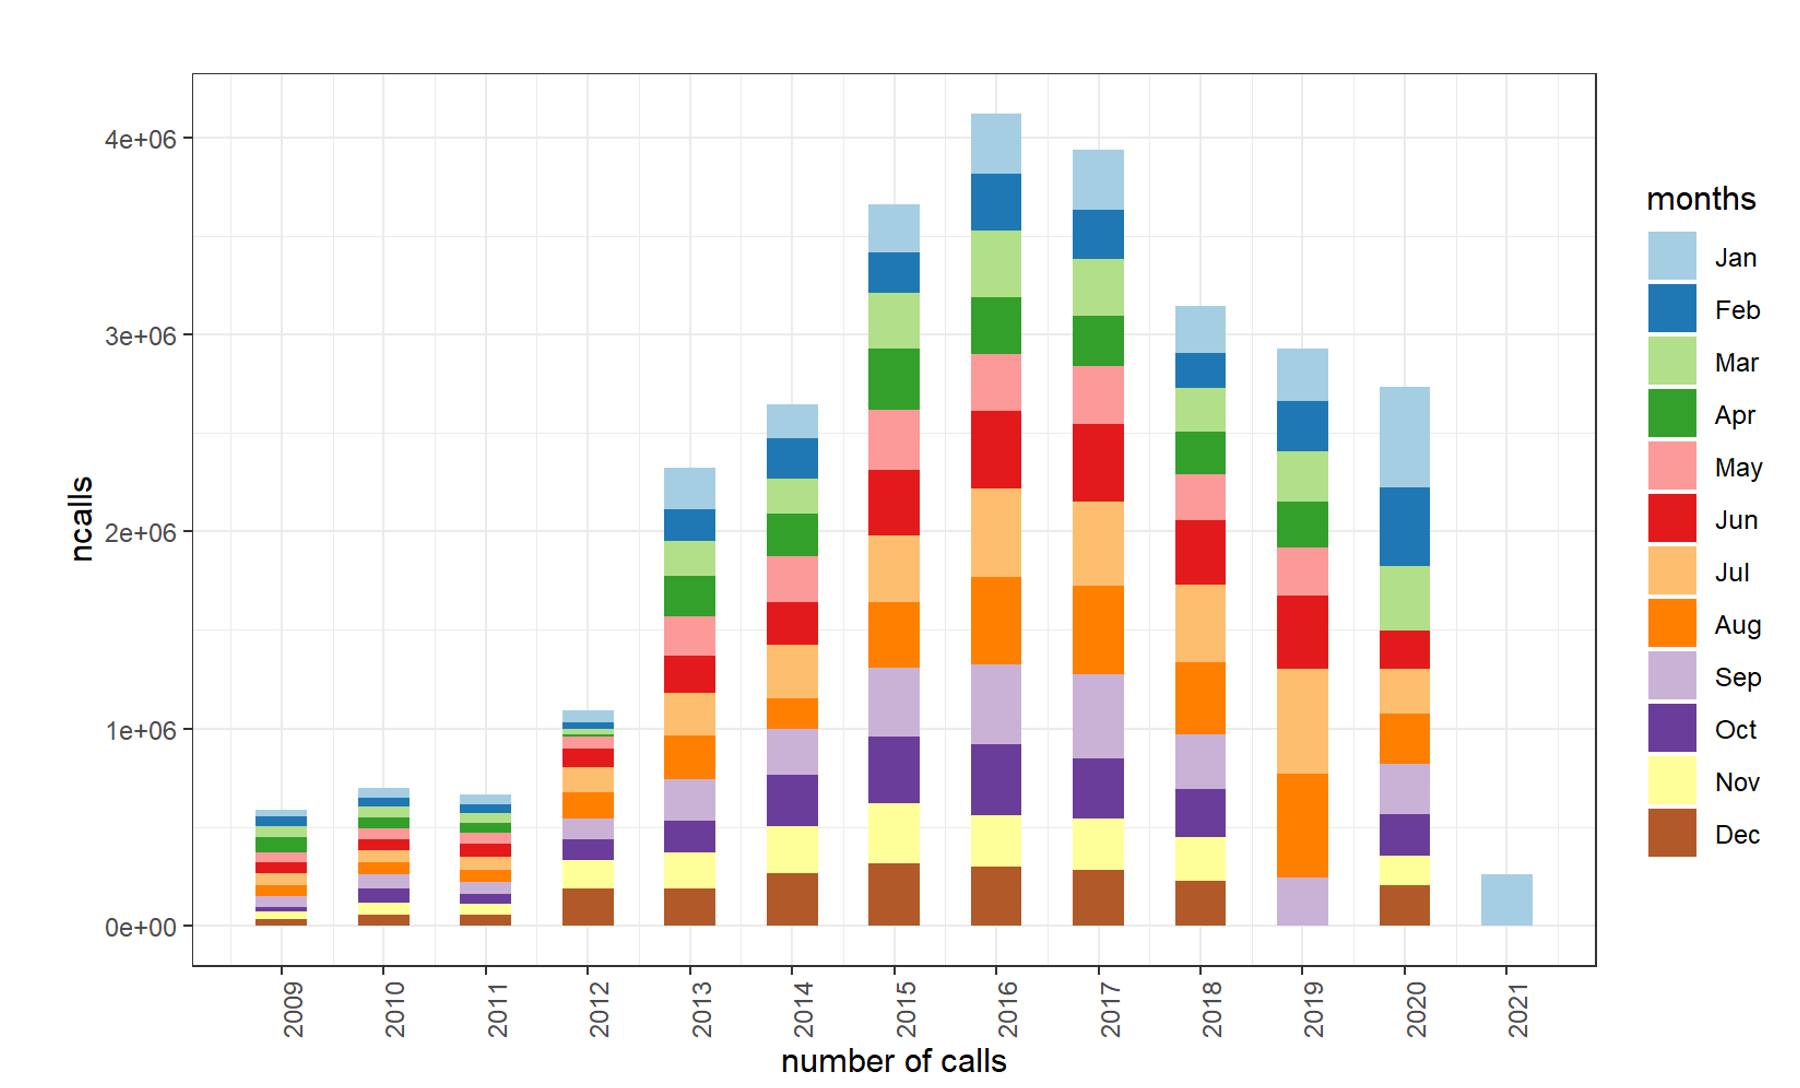 4e+06
3e+06
2e+06
1e+06
0e+00
ncalls
2009
2010
2011
2012
2013
2014
2015
2016
2017
2018
2019
2020
2021
number of calls
months
Jan
Feb
Mar
Apr
May
Jun
Jul
Aug
Sep
Oct
Nov
Dec